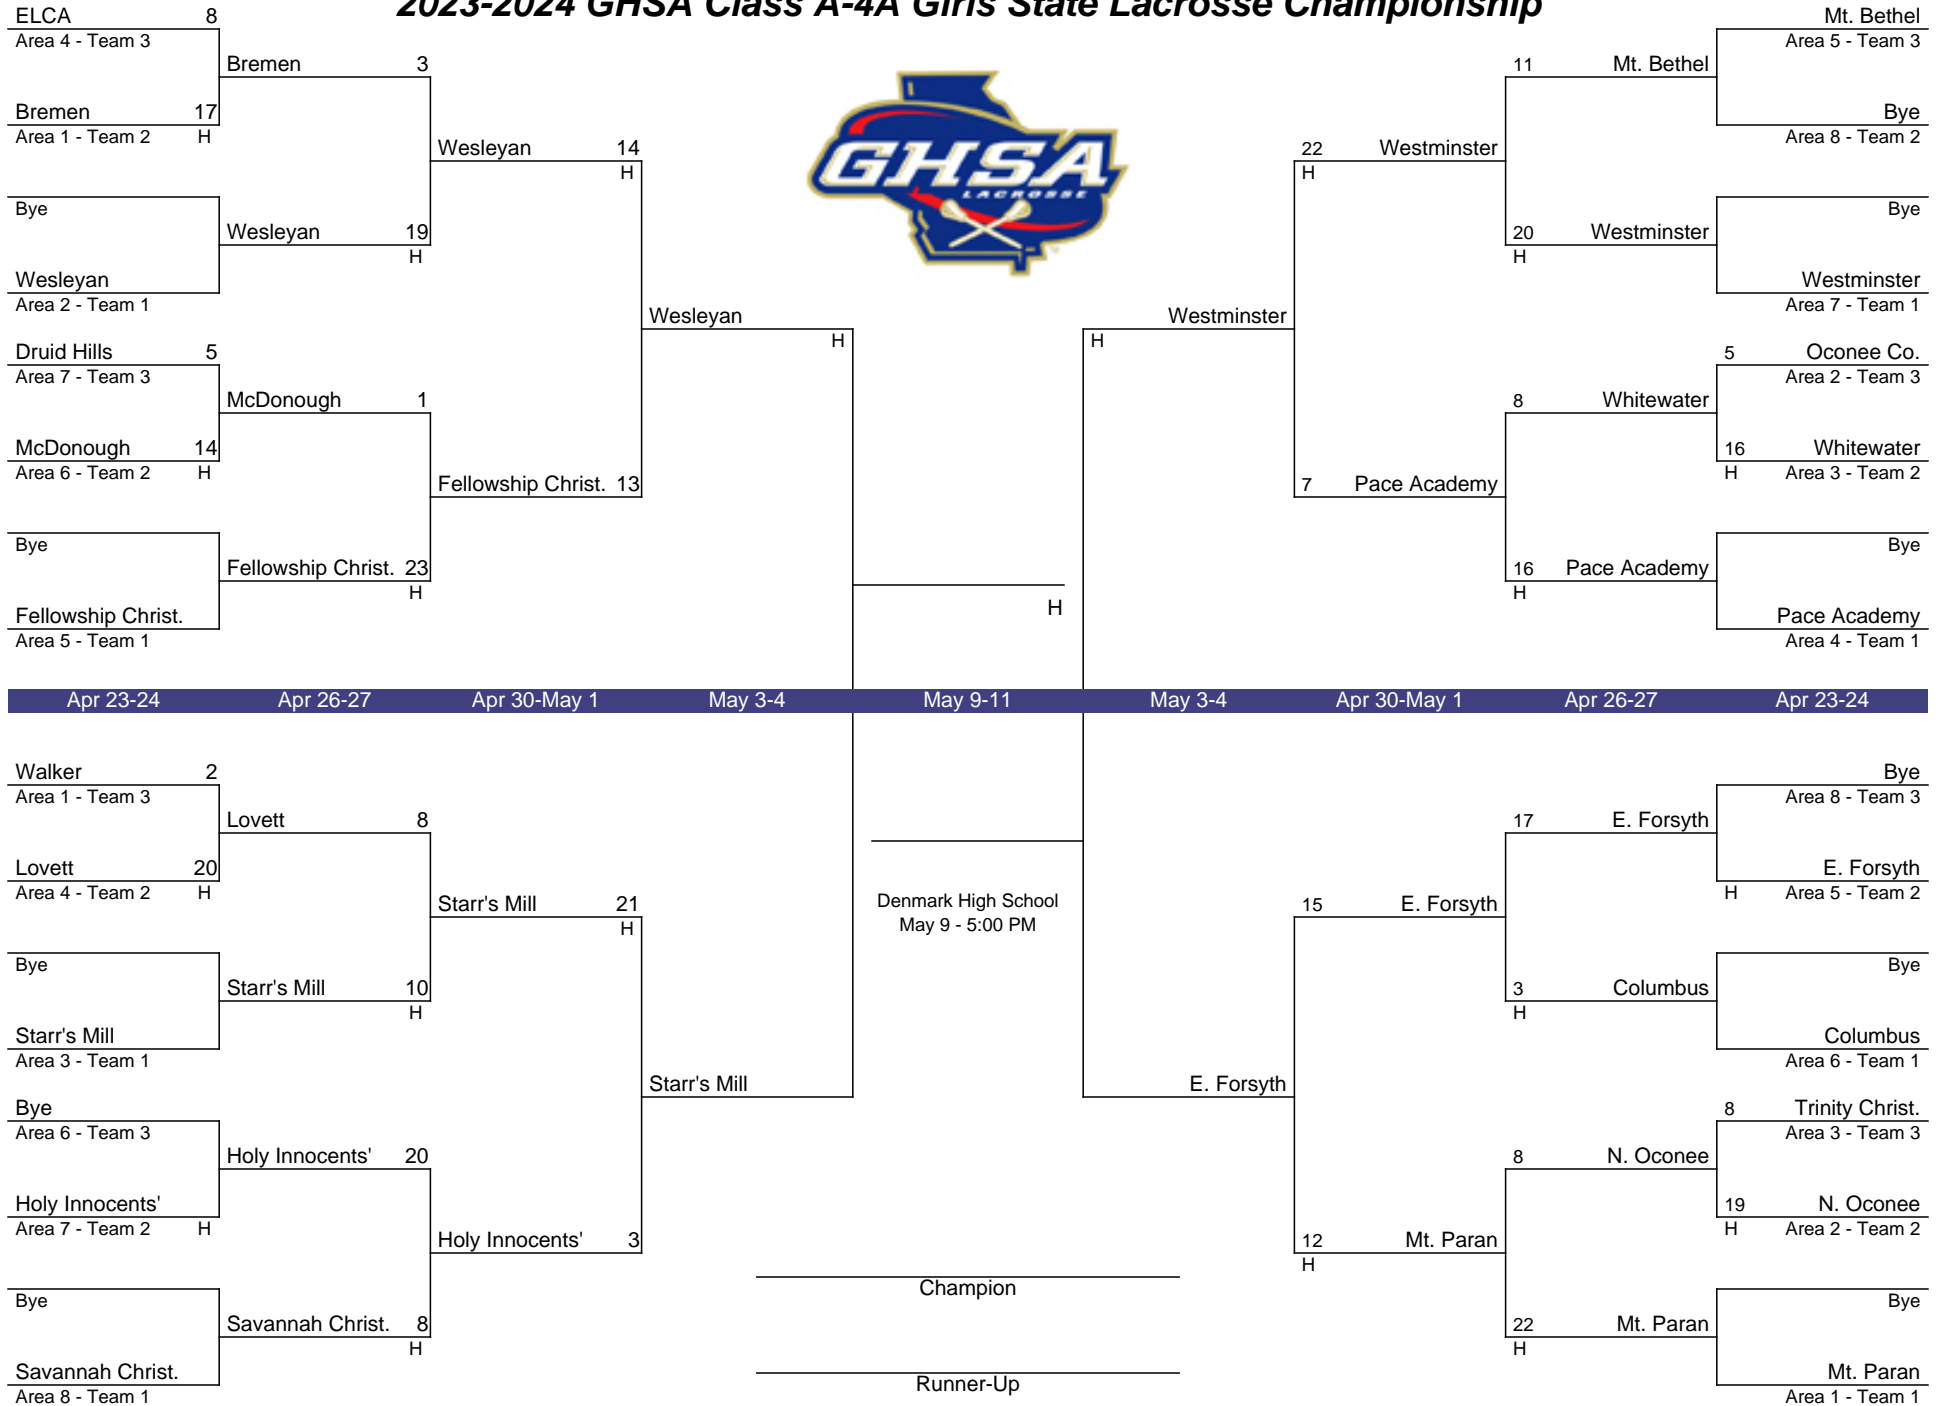 2023-2024 GHSA Class A-4A Girls State Lacrosse Championship
GHSA
LACROSSE
ELCA 8
Area 4 - Team 3
Bremen 3
Bremen 17
Area 1 - Team 2 H
Wesleyan 14
H
Bye
Wesleyan 19
H
Wesleyan
Area 2 - Team 1
Wesleyan
H
Druid Hills 5
Area 7 - Team 3
McDonough 1
McDonough 14
Area 6 - Team 2 H
Fellowship Christ. 13
Bye
Fellowship Christ. 23
H
Fellowship Christ.
Area 5 - Team 1
H
Mt. Bethel
Area 5 - Team 3
11 Mt. Bethel
Bye
Area 8 - Team 2
22 Westminster
H
Bye
20 Westminster
H
Westminster
Area 7 - Team 1
Westminster
H
5 Oconee Co.
Area 2 - Team 3
8 Whitewater
16 Whitewater
H Area 3 - Team 2
7 Pace Academy
Bye
16 Pace Academy
H
Pace Academy
Area 4 - Team 1
Apr 23-24 Apr 26-27 Apr 30-May 1 May 3-4 May 9-11 May 3-4 Apr 30-May 1 Apr 26-27 Apr 23-24
Walker 2
Area 1 - Team 3
Lovett 8
Lovett 20
Area 4 - Team 2 H
Starr's Mill 21
H
Bye
Starr's Mill 10
H
Starr's Mill
Area 3 - Team 1
Starr's Mill
Bye
Area 6 - Team 3
Holy Innocents' 20
Holy Innocents'
Area 7 - Team 2 H
Holy Innocents' 3
Bye
Savannah Christ. 8
H
Savannah Christ.
Area 8 - Team 1
Denmark High School
May 9 - 5:00 PM
Champion
Runner-Up
Bye
Area 8 - Team 3
17 E. Forsyth
E. Forsyth
H Area 5 - Team 2
15 E. Forsyth
Bye
3 Columbus
H
Columbus
Area 6 - Team 1
E. Forsyth
8 Trinity Christ.
Area 3 - Team 3
8 N. Oconee
19 N. Oconee
H Area 2 - Team 2
12 Mt. Paran
H
Bye
22 Mt. Paran
H
Mt. Paran
Area 1 - Team 1